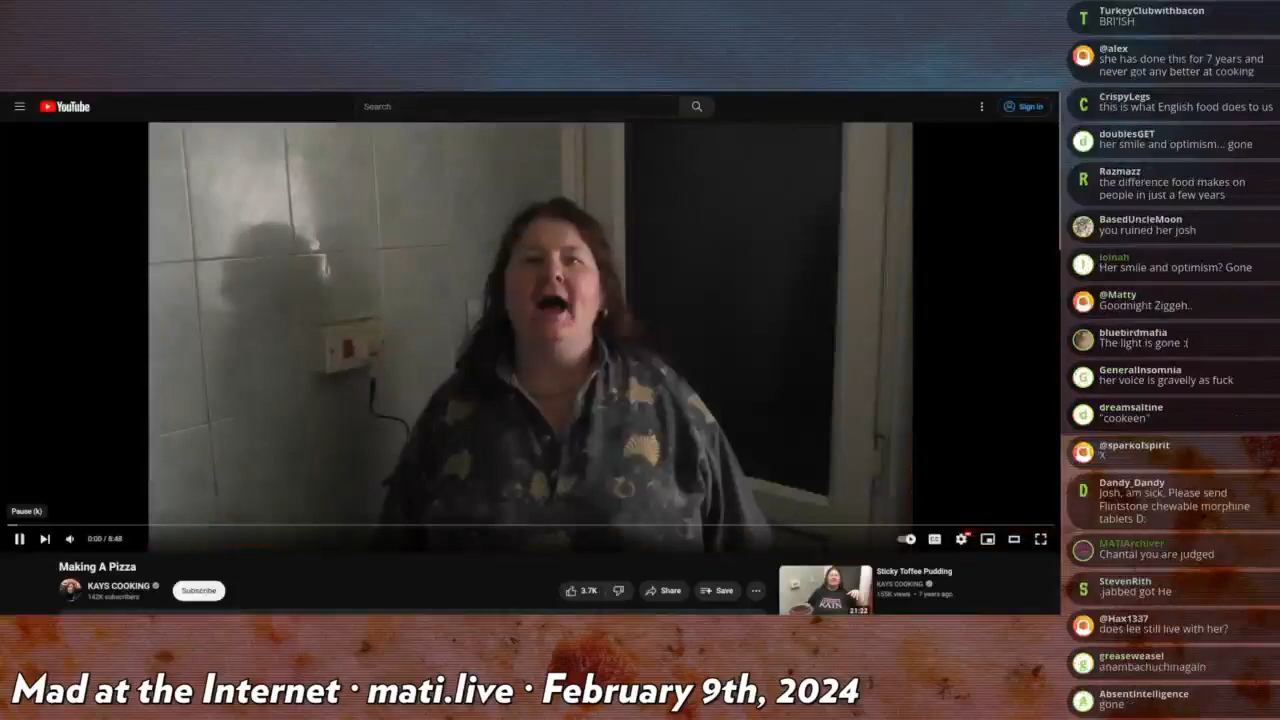 YouTube
Search
Sign in
Pause (k)
0:00 / 8:48
Making A Pizza
KAYS COOKING
142K subscribers
Subscribe
3.7K
Share
Save
21:22
Sticky Toffee Pudding
KAYS COOKING
155K views • 7 years ago
Mad at the Internet · mati.live · February 9th, 2024
TurkeyClubwithbacon
BRI'ISH
@alex
she has done this for 7 years and
never got any better at cooking
CrispyLegs
this is what English food does to us
doublesGET
her smile and optimism... gone
Razmazz
the difference food makes on
people in just a few years
BasedUncleMoon
you ruined her josh
Her smile and optimism? Gone
@Matty
Goodnight Ziggeh..
bluebirdmafia
The light is gone :(
GeneralInsomnia
her voice is gravelly as fuck
dreamsaltine
"cookeen"
@sparkofspirit
Dandy_Dandy
Josh, am sick. Please send
Flintstone chewable morphine
tablets D:
MATIArchiver
Chantal you are judged
StevenRith
.jabbed got He
@Hax1337
does lee still live with her?
greaseweasel
anambachuchinagain
AbsentIntelligence
gone